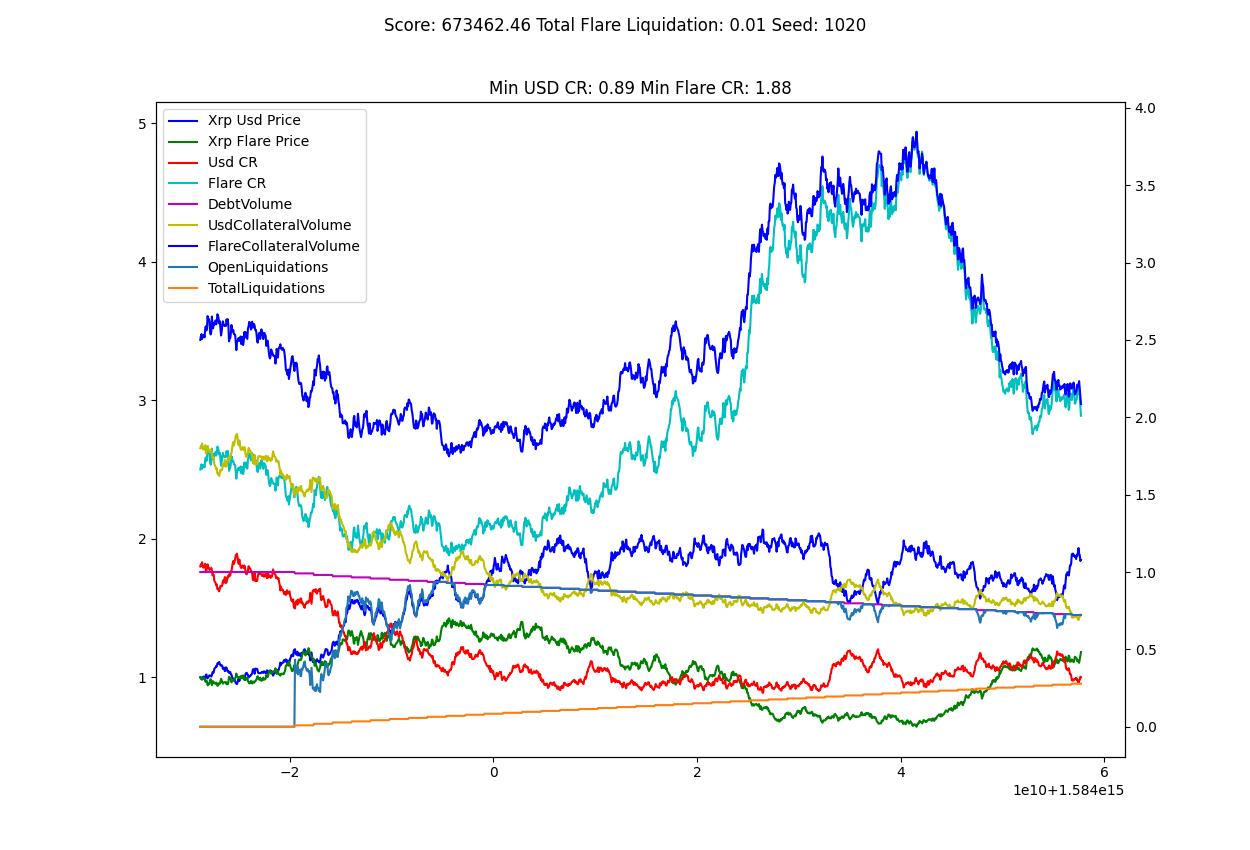 Score: 673462.46 Total Flare Liquidation: 0.01 Seed: 1020
Min USD CR: 0.89 Min Flare CR: 1.88
Xrp Usd Price
Xrp Flare Price
Usd CR
Flare CR
DebtVolume
UsdCollateralVolume
FlareCollateralVolume
OpenLiquidations
TotalLiquidations
5
4
3
2
1
4.0
3.5
3.0
2.5
2.0
1.5
1.0
0.5
0.0
−2
0
2
4
6
1e10+1.584e15